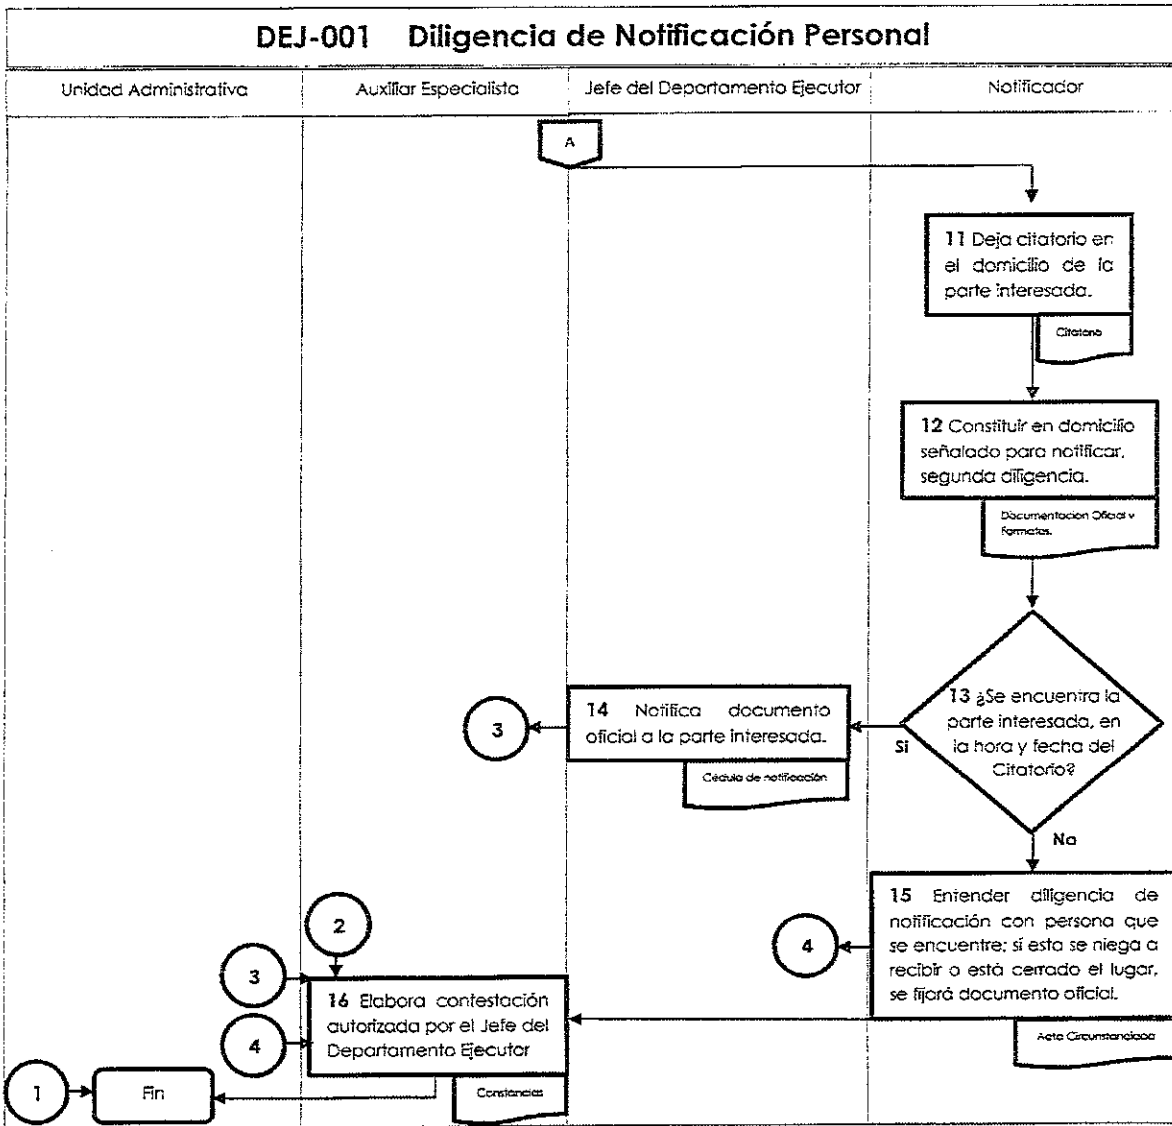 DEJ-001 Diligencia de Notificación Personal
Unidad Administrativa
Auxiliar Especialista
Jefe del Departamento Ejecutor
Notificador
A
11 Deja citatorio en
el domicilio de la
parte interesada.
Citatorio
12 Constituir en domicilio
señalado para notificar,
segunda diligencia.
Documentacion Oficial y
Formatos.
13 ¿Se encuentra la
parte interesada, en
la hora y fecha del
Citatorio?
Si
No
14 Notifica documento
oficial a la parte interesada.
Cédula de notificación
3
15 Entender diligencia de
notificación con persona que
se encuentre; si esta se niega a
recibir o está cerrado el lugar,
se fijará documento oficial.
Acta Circunstanciada
4
2
3
4
16 Elabora contestación
autorizada por el Jefe del
Departamento Ejecutor
Constancias
1
Fin